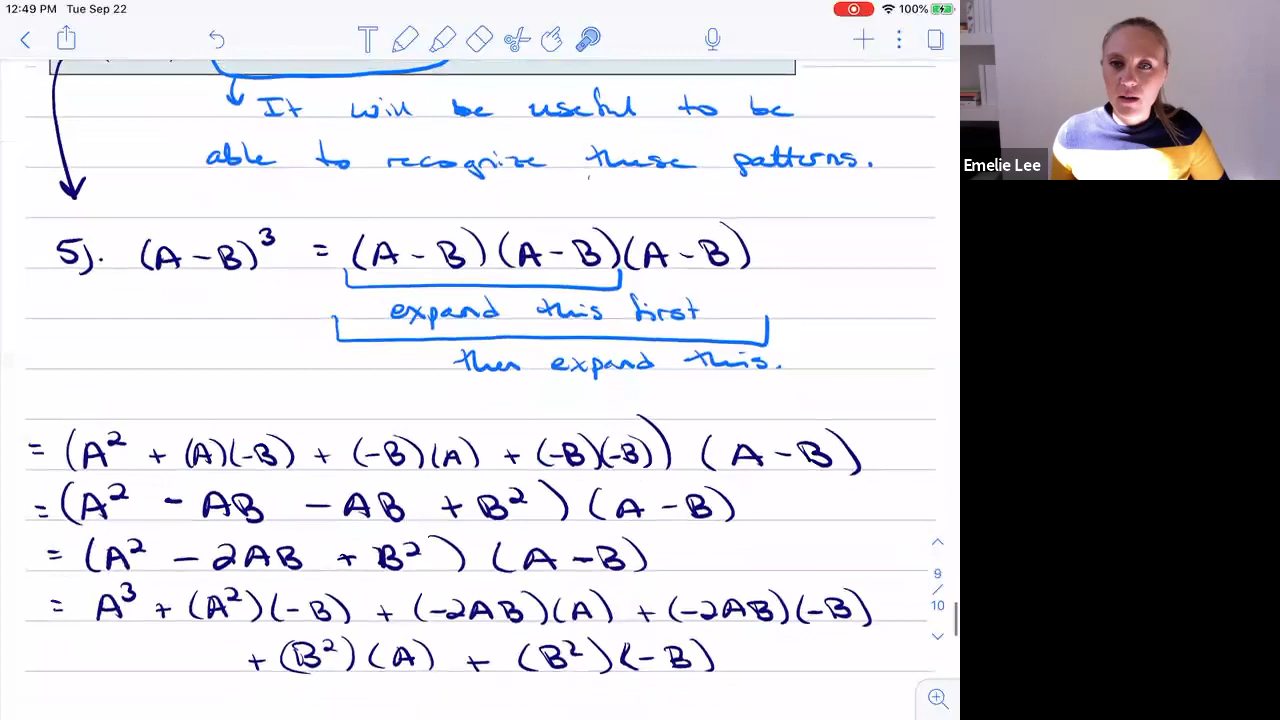 12:49 PM Tue Sep 22
100%
It will be useful to be
able to recognize these patterns.
Emelie Lee
5). (A - B)³ = (A - B)(A - B)(A - B)
expand this first
then expand this.
= (A² + (A)(-B) + (-B)(A) + (-B)(-B)) (A - B)
= (A² - AB - AB + B²) (A - B)
= (A² - 2AB + B²) (A - B)
= A³ + (A²)(-B) + (-2AB)(A) + (-2AB)(-B)
+ (B²)(A) + (B²)(-B)
9
/
10